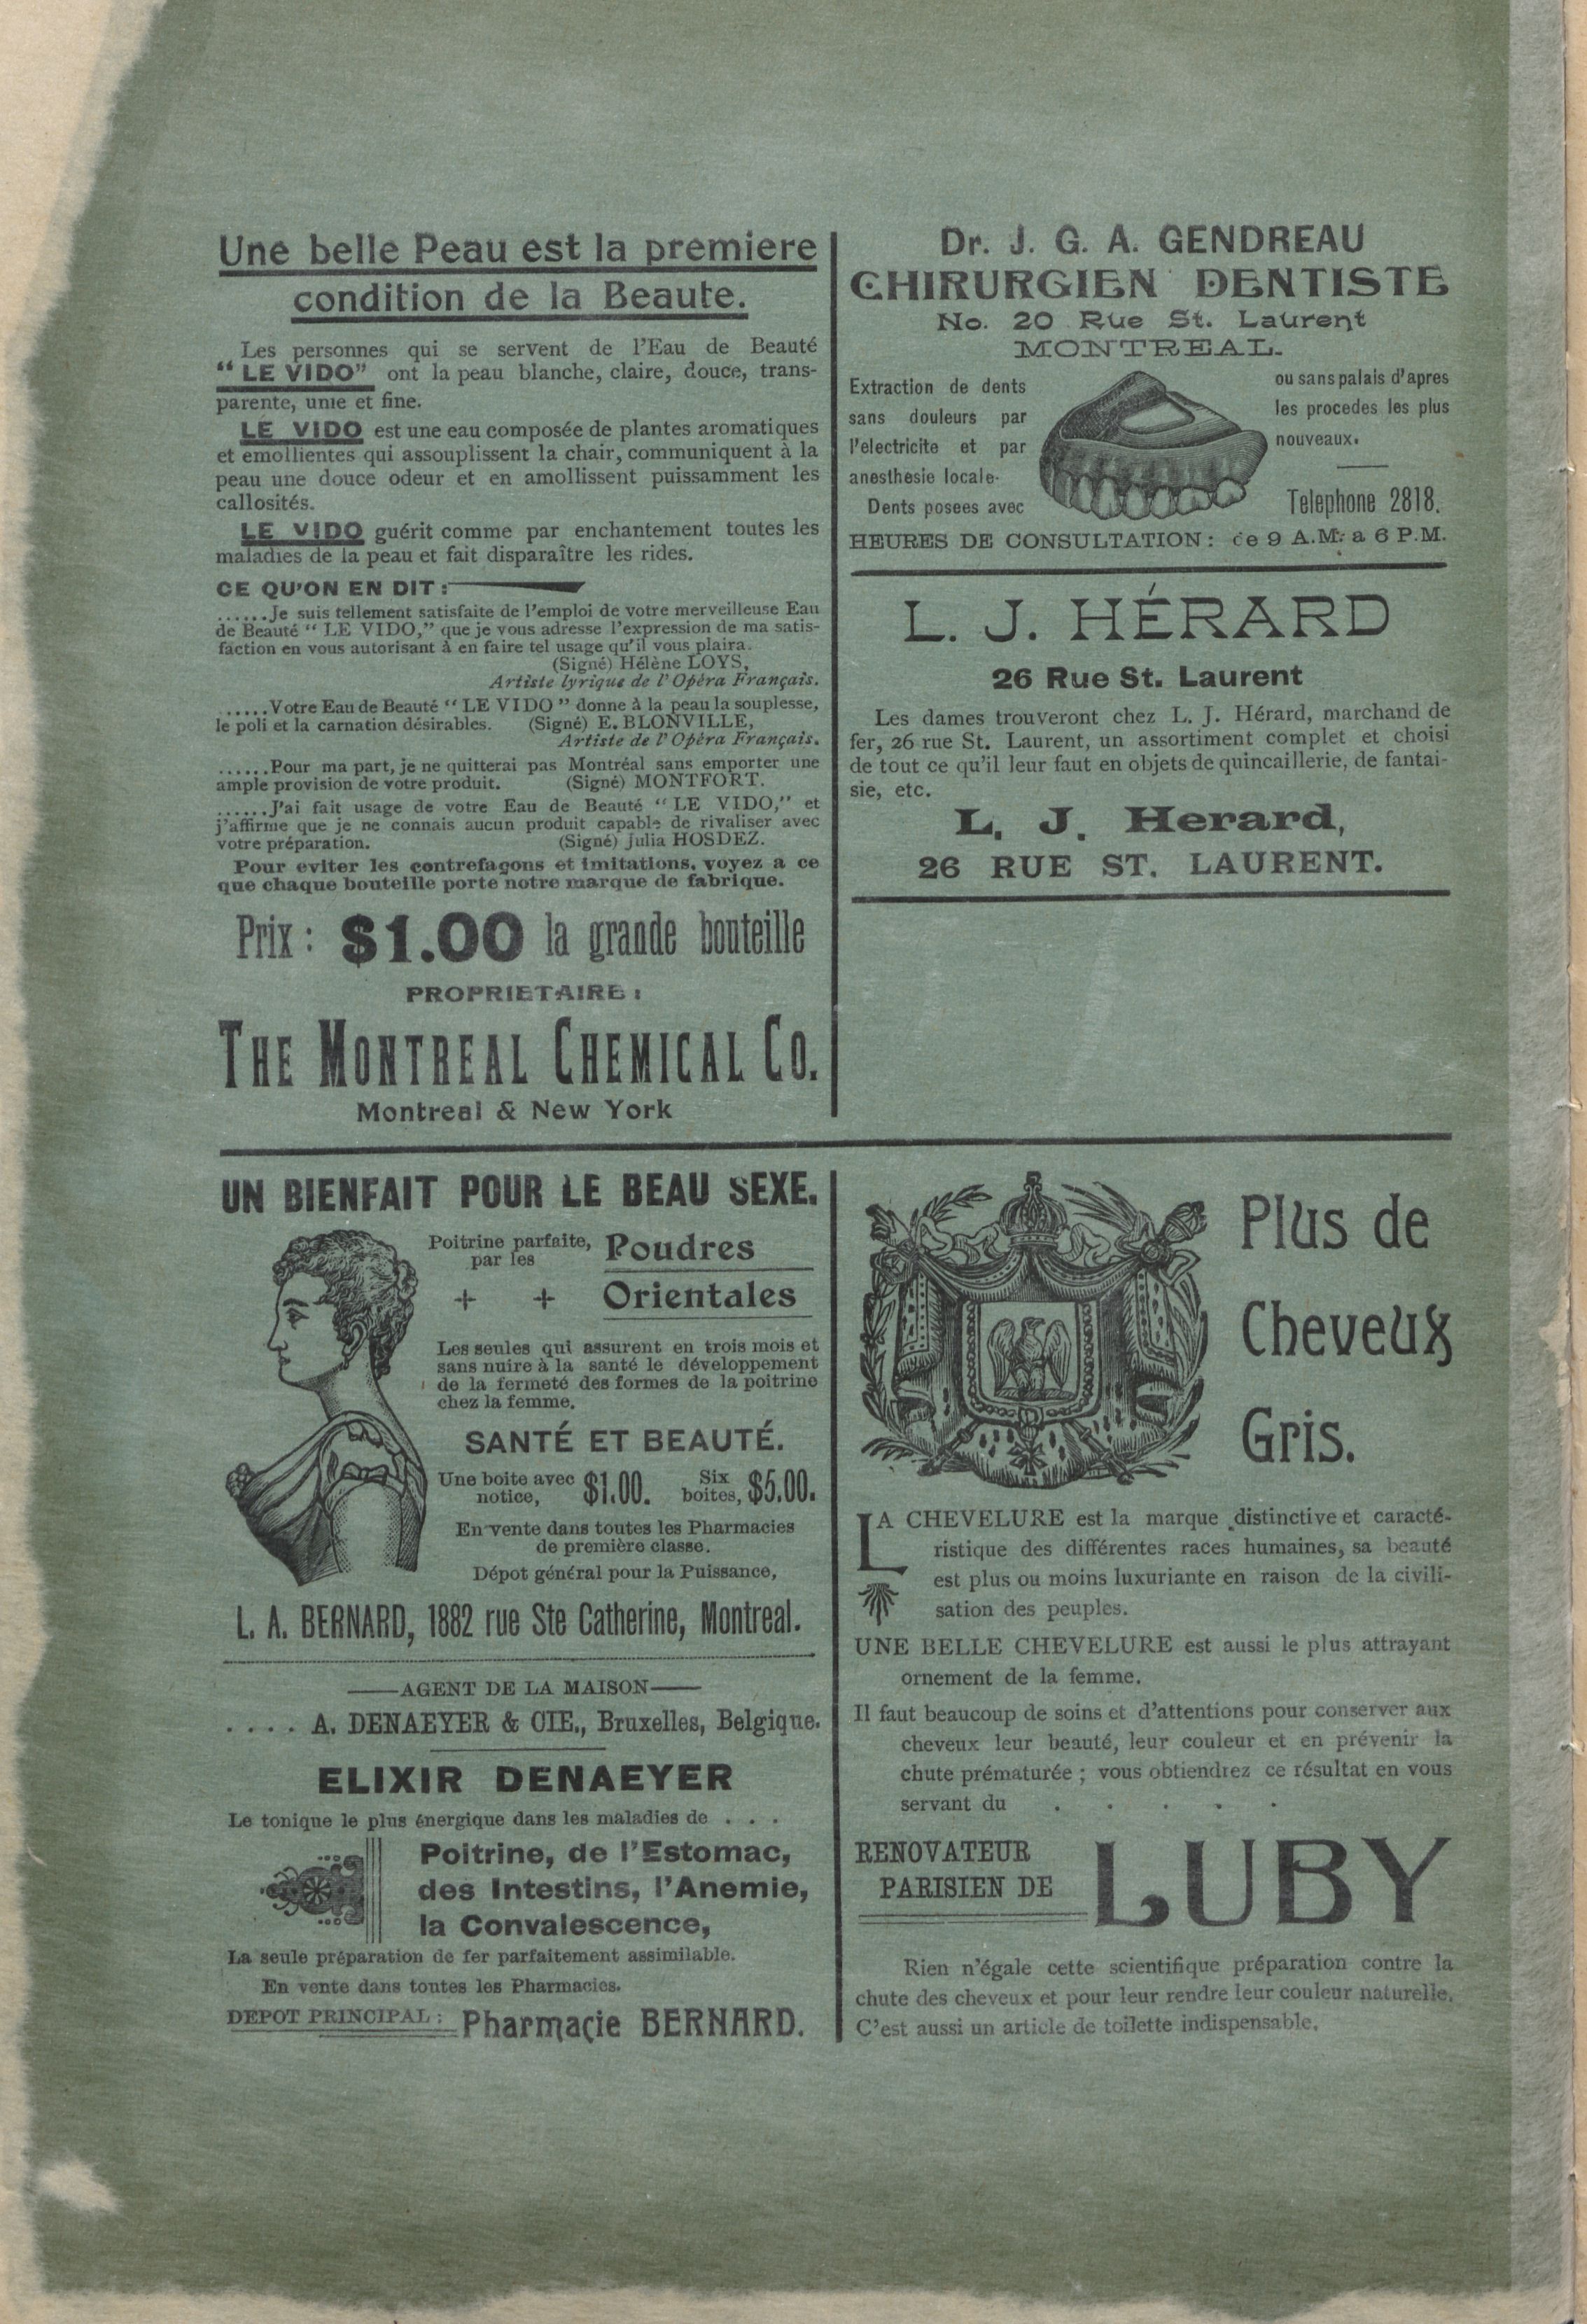 Une belle Peau est la premiere
condition de la Beaute.
Les personnes qui se servent de l'Eau de Beauté
“ LE VIDO” ont la peau blanche, claire, douce, trans-
parente, unie et fine.
LE VIDO est une eau composée de plantes aromatiques
et emollientes qui assouplissent la chair, communiquent à la
peau une douce odeur et en amollissent puissamment les
callosités.
LE VIDO guérit comme par enchantement toutes les
maladies de la peau et fait disparaître les rides.
CE QU'ON EN DIT :
......Je suis tellement satisfaite de l'emploi de votre merveilleuse Eau
de Beauté “ LE VIDO,” que je vous adresse l'expression de ma satis-
faction en vous autorisant à en faire tel usage qu'il vous plaira.
(Signé) Hélène LOYS,
Artiste lyrique de l'Opéra Français.
......Votre Eau de Beauté “ LE VIDO ” donne à la peau la souplesse,
le poli et la carnation désirables. (Signé) E. BLONVILLE,
Artiste de l'Opéra Français.
......Pour ma part, je ne quitterai pas Montréal sans emporter une
ample provision de votre produit. (Signé) MONTFORT.
......J'ai fait usage de votre Eau de Beauté “ LE VIDO,” et
j'affirme que je ne connais aucun produit capable de rivaliser avec
votre préparation. (Signé) Julia HOSDEZ.
Pour eviter les contrefaçons et imitations, voyez a ce
que chaque bouteille porte notre marque de fabrique.
Prix : $1.00 la grande bouteille
PROPRIETAIRE :
THE MONTREAL CHEMICAL CO.
Montreal & New York
Dr. J. G. A. GENDREAU
CHIRURGIEN DENTISTE
No. 20 Rue St. Laurent
MONTREAL.
Extraction de dents
sans douleurs par
l'electricite et par
anesthesie locale.
Dents posees avec
ou sans palais d'apres
les procedes les plus
nouveaux.
Telephone 2818.
HEURES DE CONSULTATION : de 9 A.M. a 6 P.M.
L. J. HÉRARD
26 Rue St. Laurent
Les dames trouveront chez L. J. Hérard, marchand de
fer, 26 rue St. Laurent, un assortiment complet et choisi
de tout ce qu'il leur faut en objets de quincaillerie, de fantai-
sie, etc.
L. J. Herard,
26 RUE ST. LAURENT.
UN BIENFAIT POUR LE BEAU SEXE.
Poitrine parfaite,
par les
Poudres
+ + Orientales
Les seules qui assurent en trois mois et
sans nuire à la santé le développement
de la fermeté des formes de la poitrine
chez la femme.
SANTÉ ET BEAUTÉ.
Une boite avec
notice, $1.00. Six
boites, $5.00.
En vente dans toutes les Pharmacies
de première classe.
Dépot général pour la Puissance,
L. A. BERNARD, 1882 rue Ste Catherine, Montreal.
AGENT DE LA MAISON
. . . . A. DENAEYER & CIE., Bruxelles, Belgique.
ELIXIR DENAEYER
Le tonique le plus énergique dans les maladies de . . .
Poitrine, de l'Estomac,
des Intestins, l'Anemie,
la Convalescence,
La seule préparation de fer parfaitement assimilable.
En vente dans toutes les Pharmacies.
DEPOT PRINCIPAL : Pharmacie BERNARD.
Plus de
Cheveux
Gris.
LA CHEVELURE est la marque distinctive et caracté-
ristique des différentes races humaines, sa beauté
est plus ou moins luxuriante en raison de la civili-
sation des peuples.
UNE BELLE CHEVELURE est aussi le plus attrayant
ornement de la femme.
Il faut beaucoup de soins et d'attentions pour conserver aux
cheveux leur beauté, leur couleur et en prévenir la
chute prématurée ; vous obtiendrez ce résultat en vous
servant du . . . . .
RENOVATEUR
PARISIEN DE
LUBY
Rien n'égale cette scientifique préparation contre la
chute des cheveux et pour leur rendre leur couleur naturelle.
C'est aussi un article de toilette indispensable.